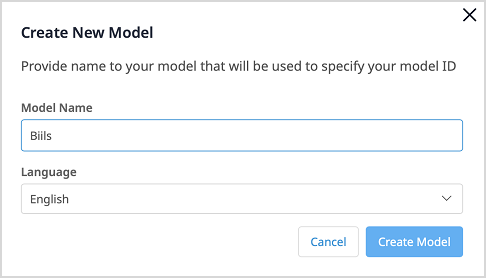 Create New Model
Provide name to your model that will be used to specify your model ID
Model Name
Biils
Language
English
Cancel
Create Model